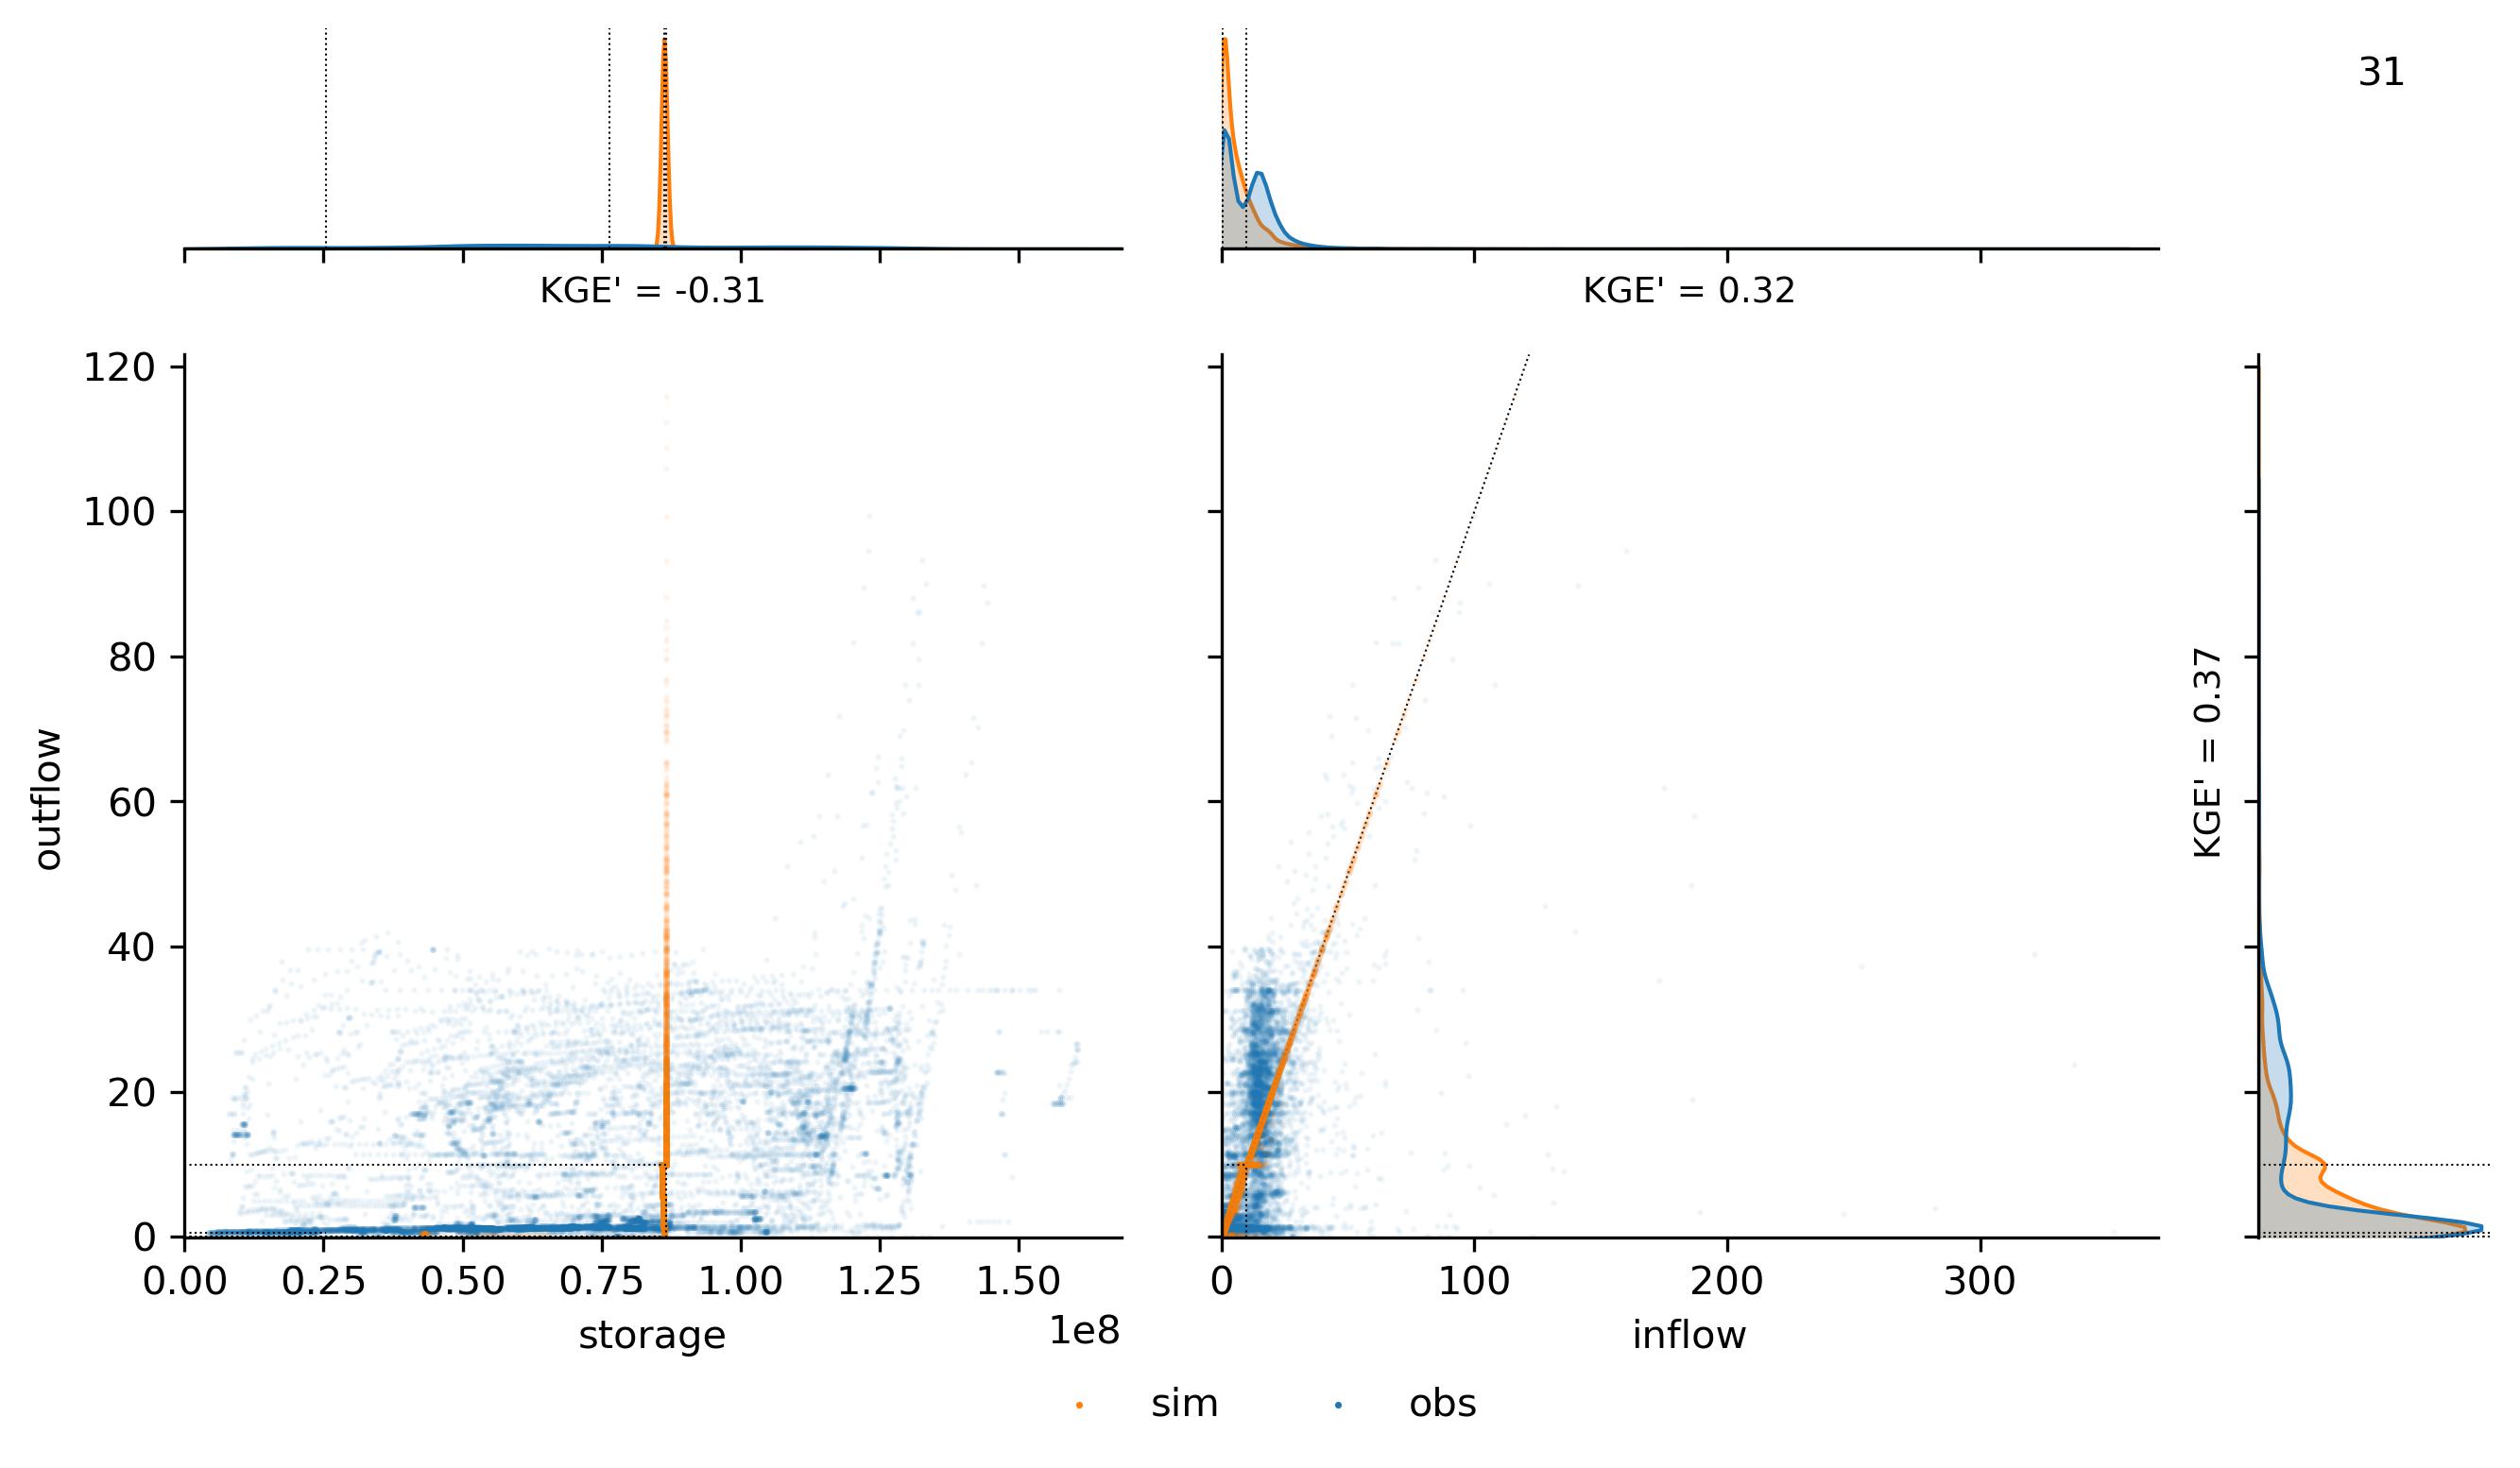 31
KGE' = -0.31
KGE' = 0.32
120
100
80
60
40
20
0
outflow
KGE' = 0.37
0.00 0.25 0.50 0.75 1.00 1.25 1.50
0 100 200 300
storage
1e8
inflow
sim obs